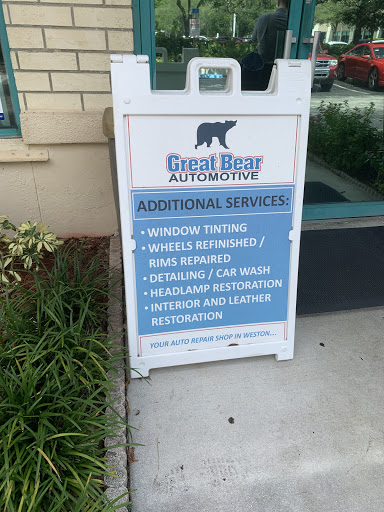 Great Bear
AUTOMOTIVE
ADDITIONAL SERVICES:
• WINDOW TINTING
• WHEELS REFINISHED /
RIMS REPAIRED
• DETAILING / CAR WASH
• HEADLAMP RESTORATION
• INTERIOR AND LEATHER
RESTORATION
YOUR AUTO REPAIR SHOP IN WESTON...